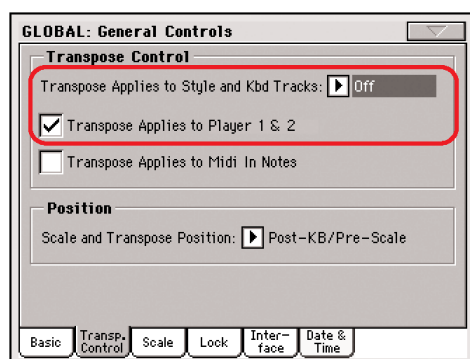 GLOBAL: General Controls
Transpose Control
Transpose Applies to Style and Kbd Tracks: Off
Transpose Applies to Player 1 & 2
Transpose Applies to Midi In Notes
Position
Scale and Transpose Position: Post-KB/Pre-Scale
Basic Transp. Control Scale Lock Inter-face Date & Time